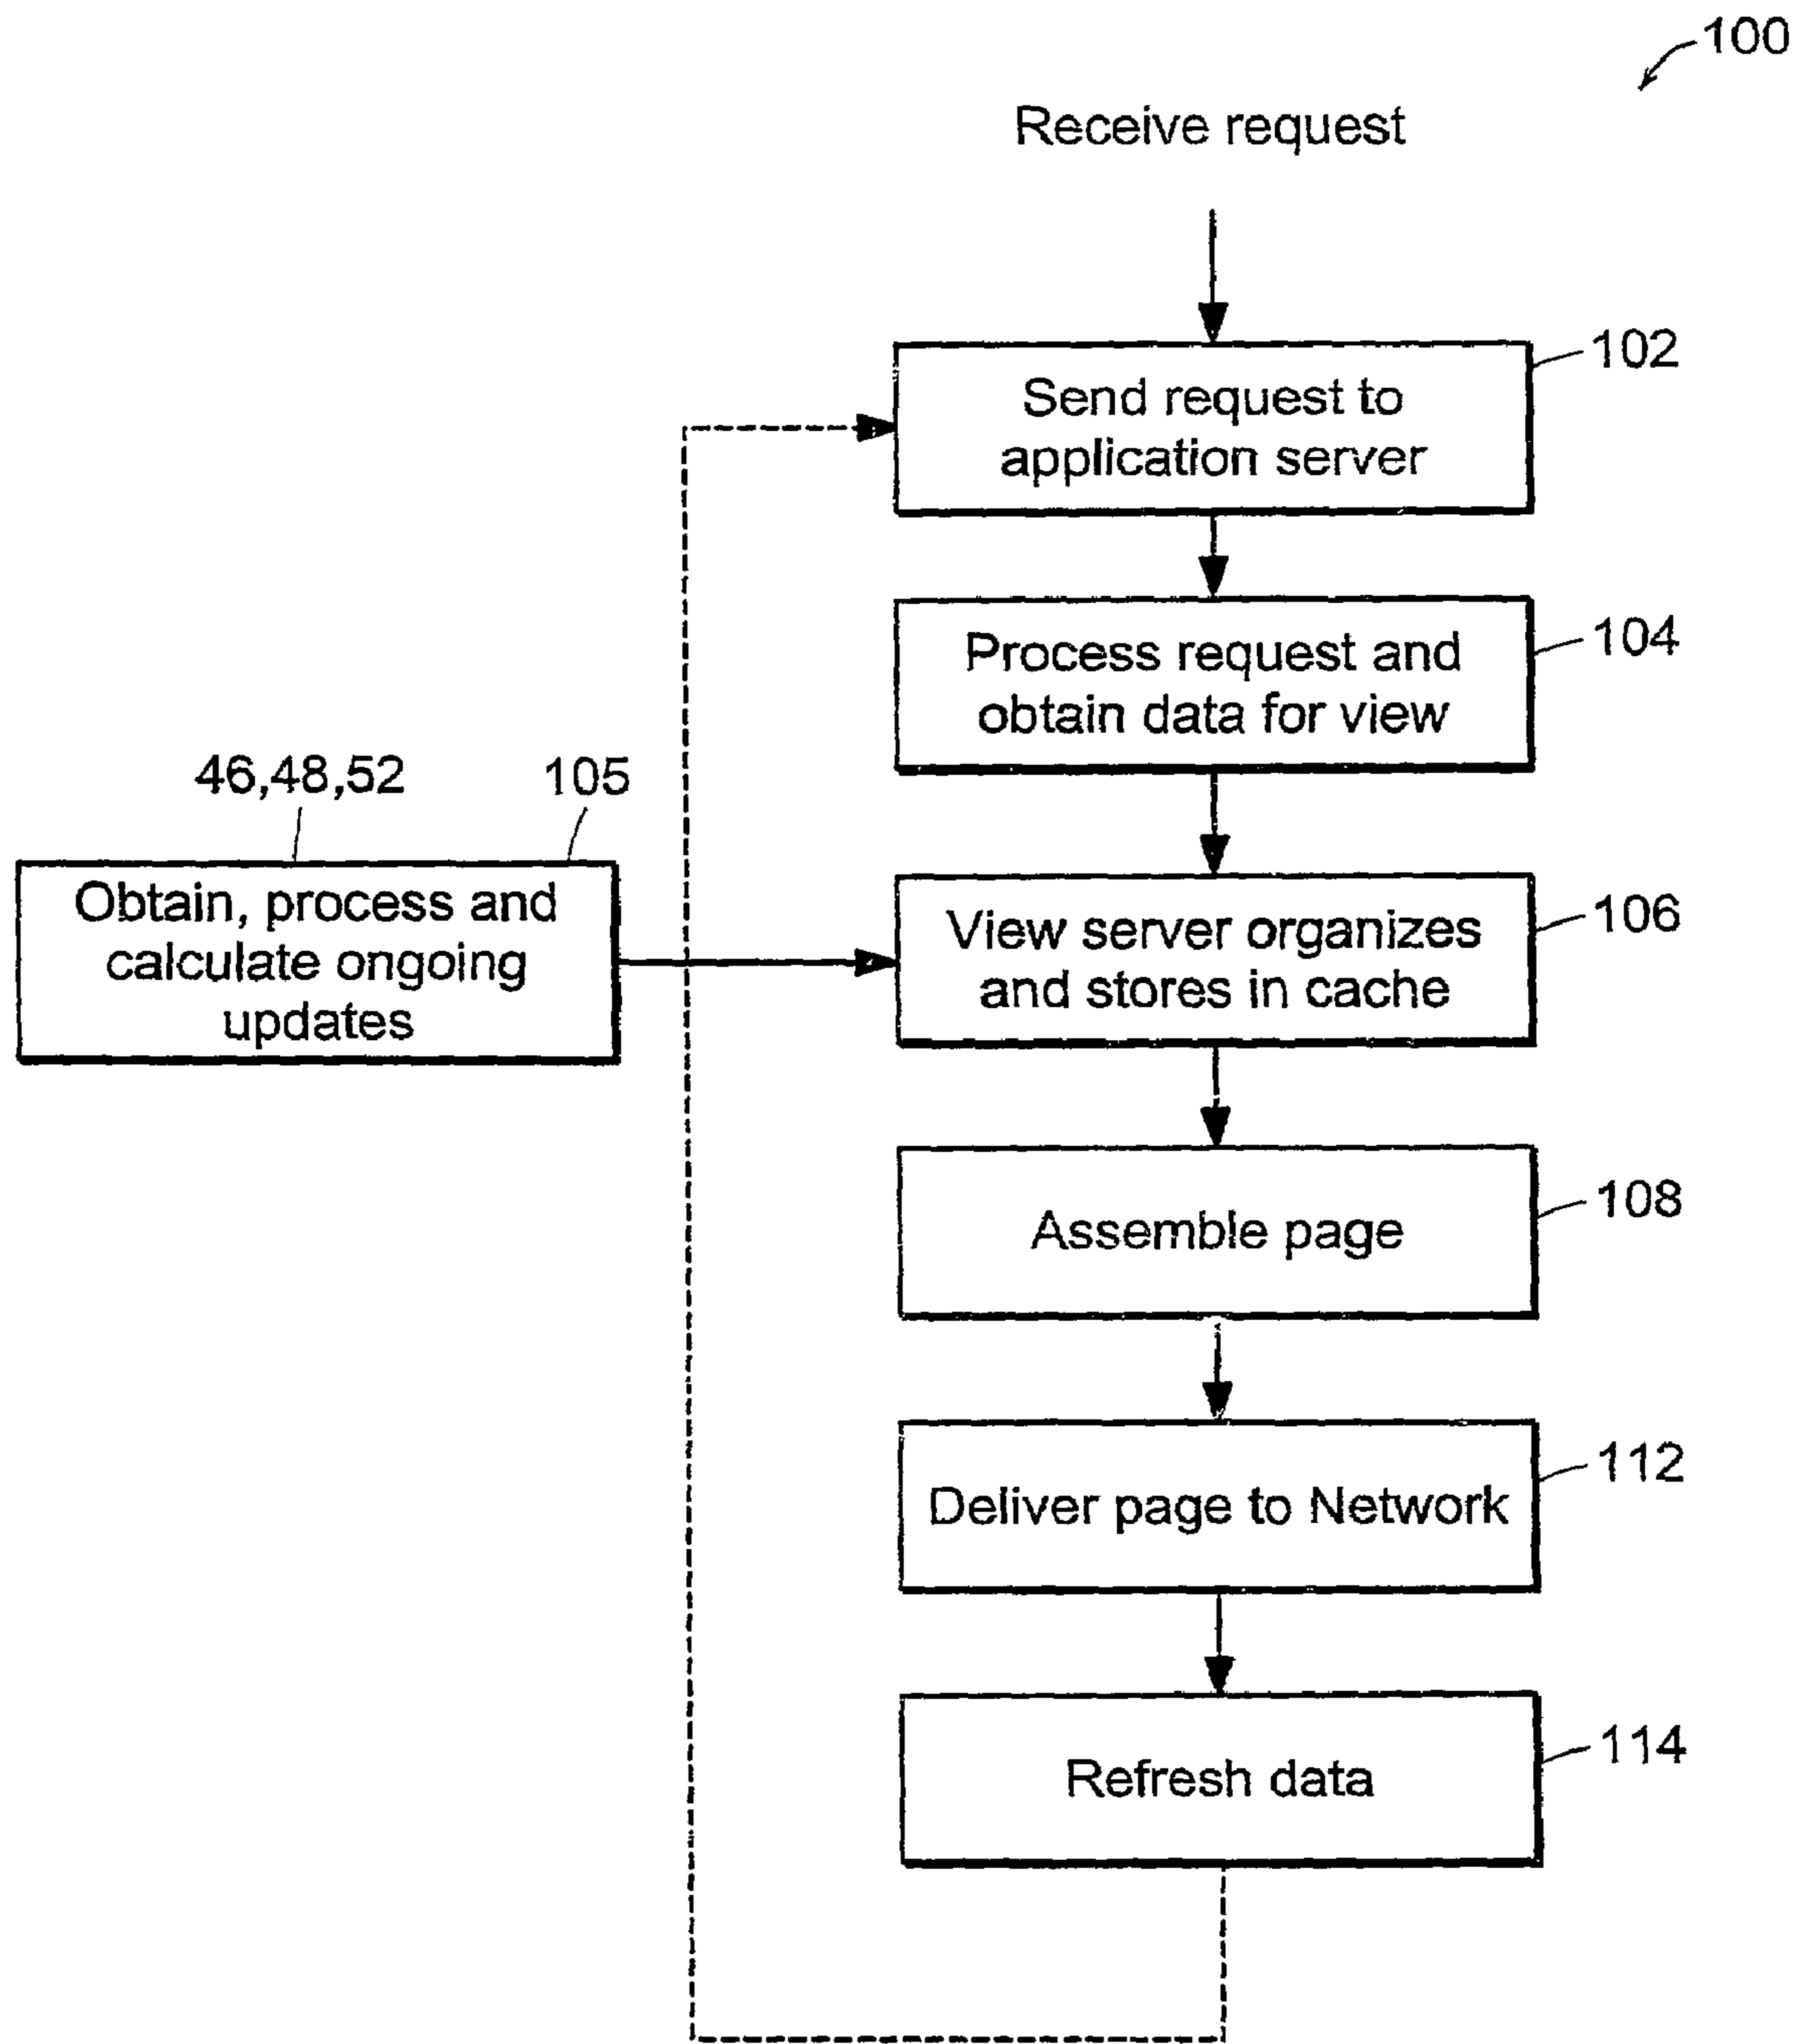 100
Receive request
102
Send request to
application server
104
Process request and
obtain data for view
46,48,52
105
Obtain, process and
calculate ongoing
updates
106
View server organizes
and stores in cache
108
Assemble page
112
Deliver page to Network
114
Refresh data